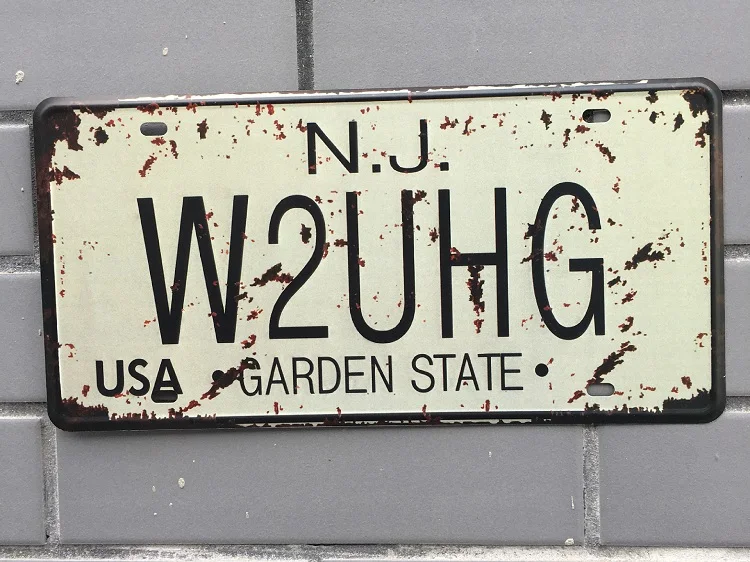 N.J.
W2UHG
USA • GARDEN STATE •